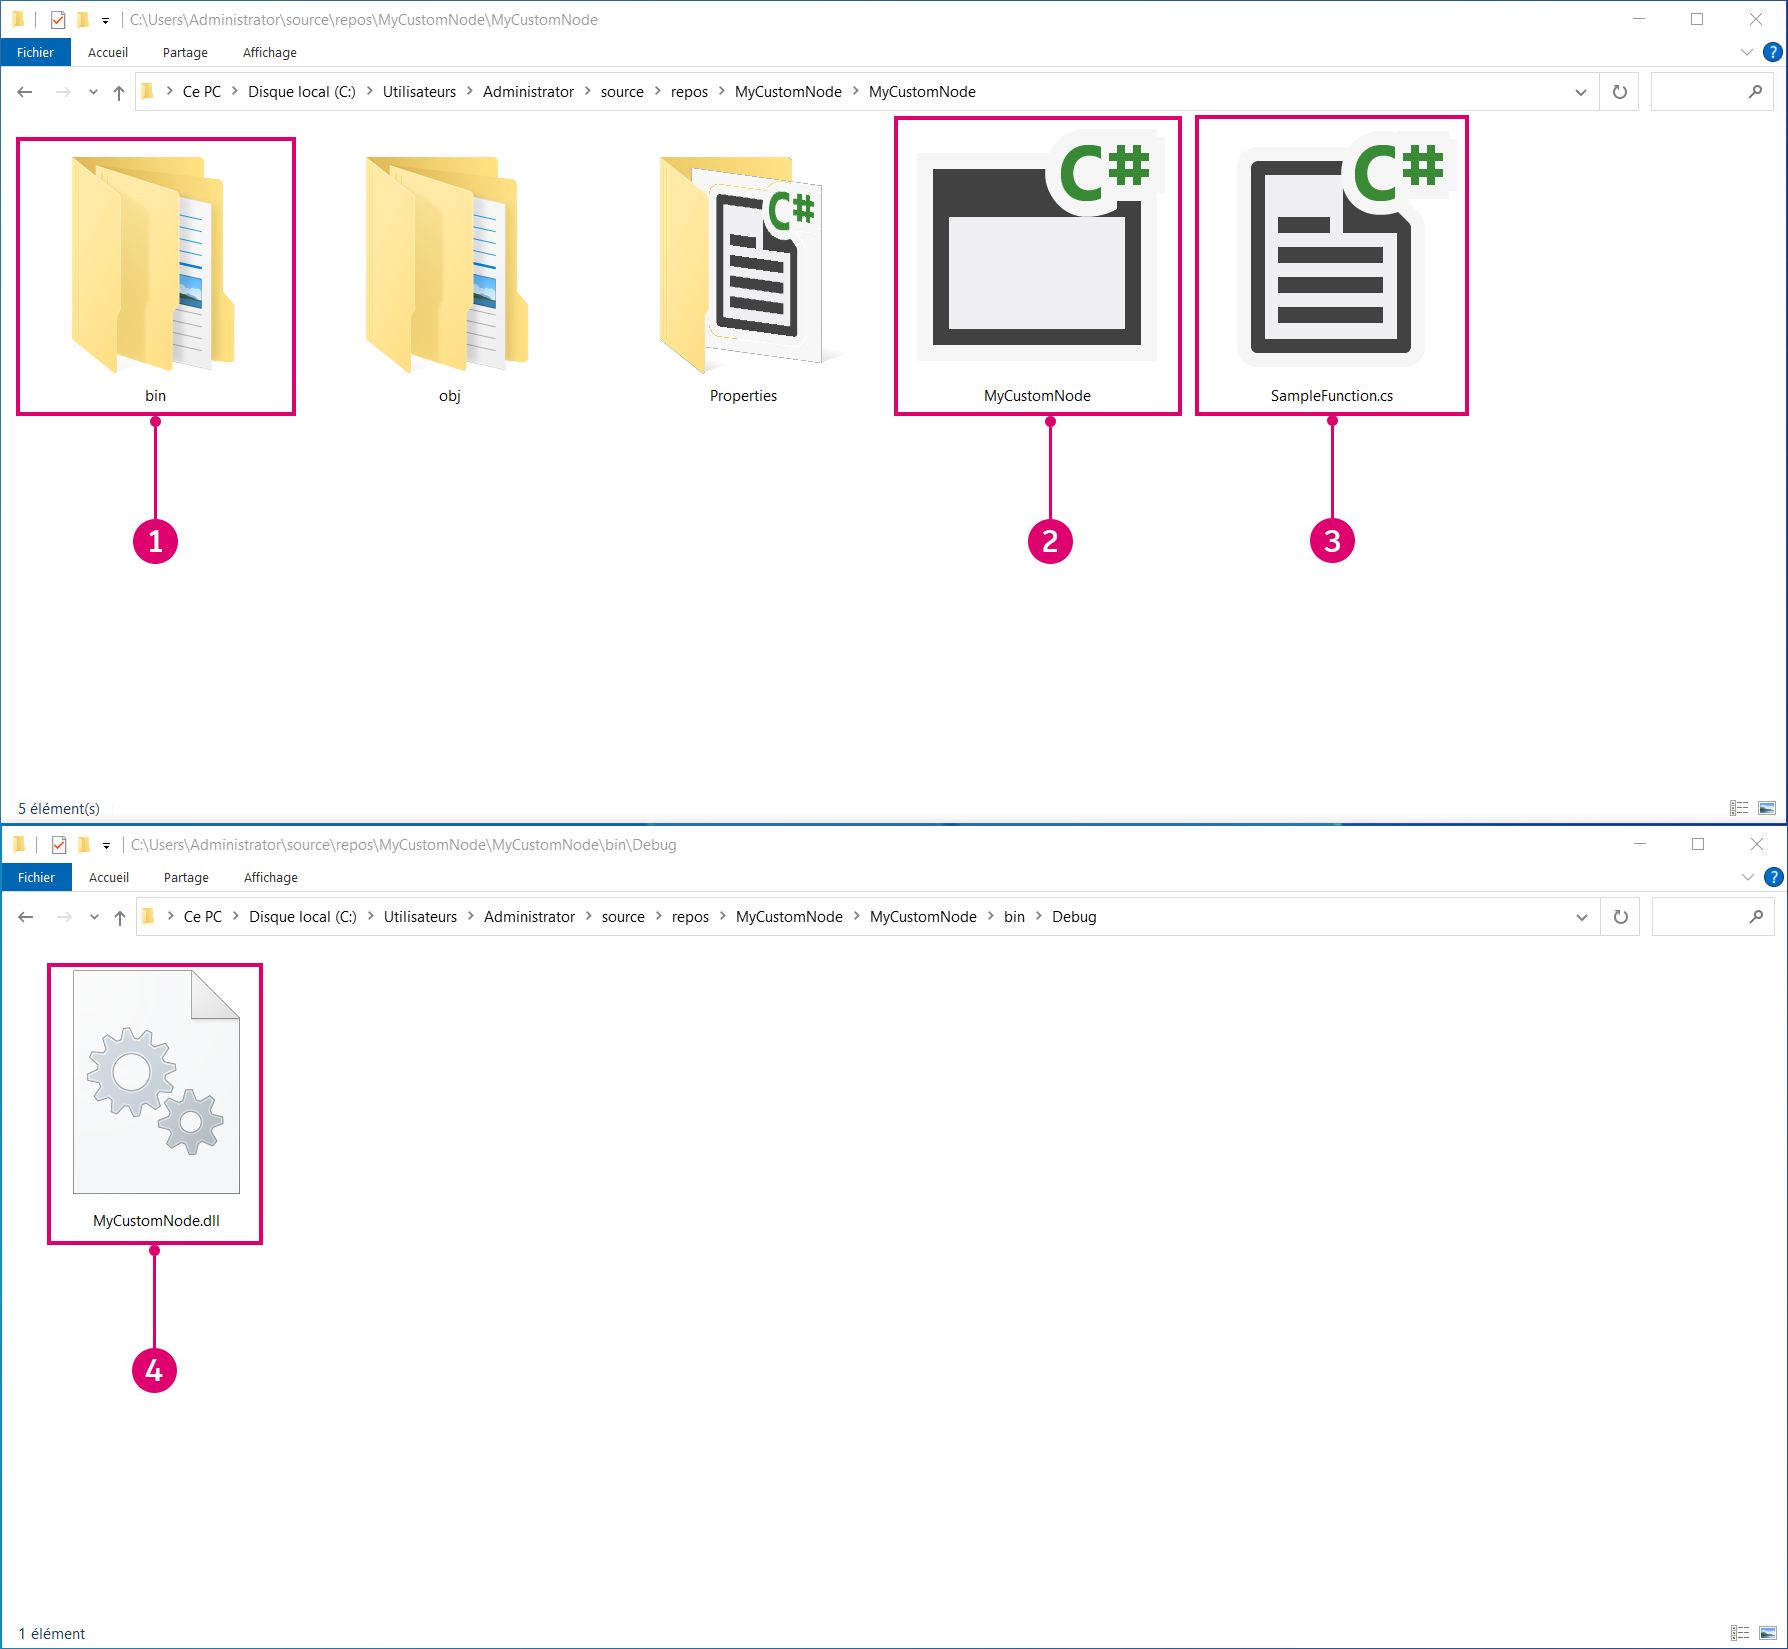 C:\Users\Administrator\source\repos\MyCustomNode\MyCustomNode
Fichier Accueil Partage Affichage ?
Ce PC > Disque local (C:) > Utilisateurs > Administrator > source > repos > MyCustomNode > MyCustomNode
C# C# C#
bin obj Properties MyCustomNode SampleFunction.cs
1 2 3
5 élément(s)
C:\Users\Administrator\source\repos\MyCustomNode\MyCustomNode\bin\Debug
Fichier Accueil Partage Affichage ?
Ce PC > Disque local (C:) > Utilisateurs > Administrator > source > repos > MyCustomNode > MyCustomNode > bin > Debug
MyCustomNode.dll
4
1 élément